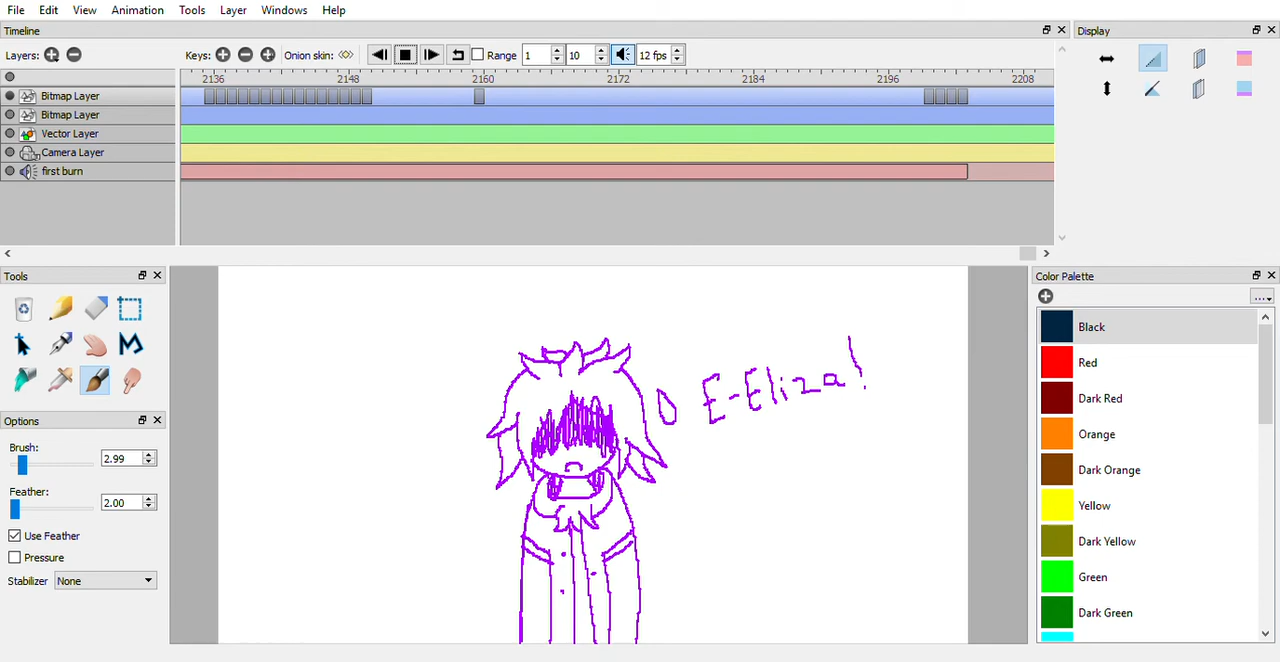 File Edit View Animation Tools Layer Windows Help
Timeline
Display
Layers: Keys: Onion skin: Range 1 10 12 fps
2136 2148 2160 2172 2184 2196 2208
Bitmap Layer
Bitmap Layer
Vector Layer
Camera Layer
first burn
Tools
Color Palette
....
Black
Red
Dark Red
Orange
Dark Orange
Yellow
Dark Yellow
Green
Dark Green
Options
Brush:
2.99
Feather:
2.00
Use Feather
Pressure
Stabilizer None
E-Eliza!